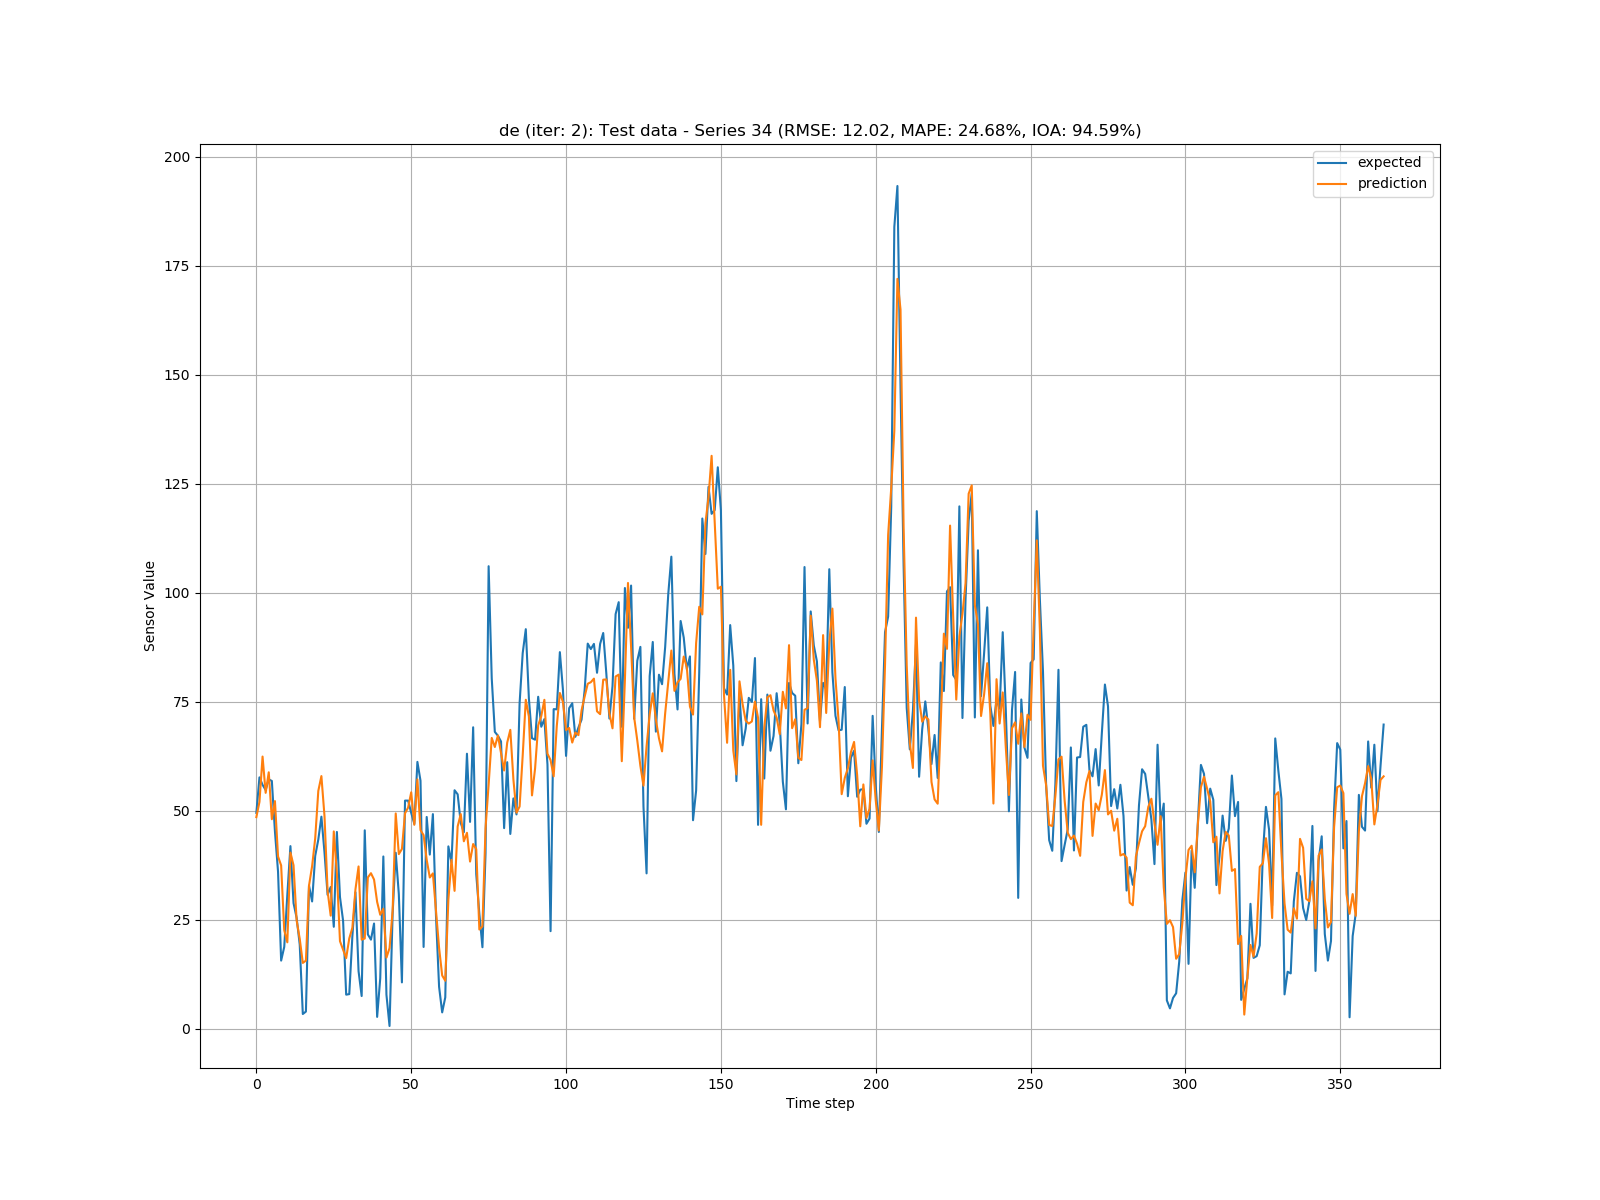 de (iter: 2): Test data - Series 34 (RMSE: 12.02, MAPE: 24.68%, IOA: 94.59%)
expected
prediction
200
175
150
125
100
75
50
25
0
Sensor Value
0 50 100 150 200 250 300 350
Time step